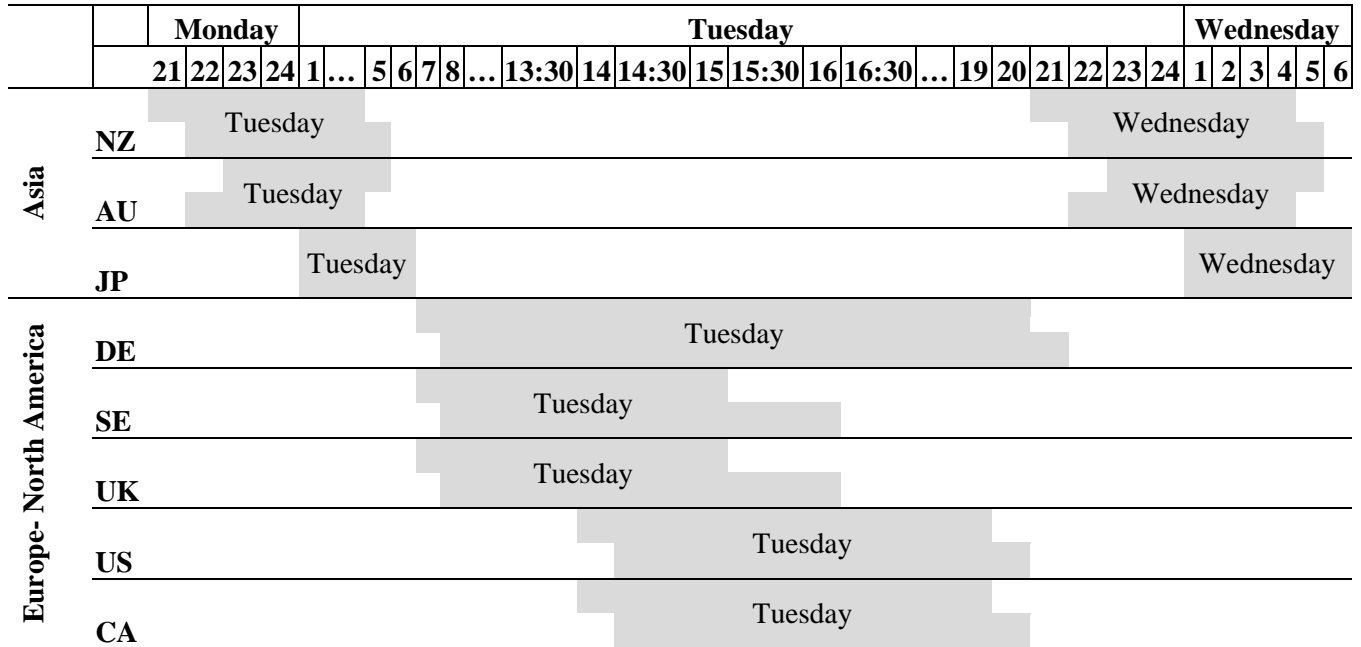 Monday Tuesday Wednesday
21 22 23 24 1 … 5 6 7 8 … 13:30 14 14:30 15 15:30 16 16:30 … 19 20 21 22 23 24 1 2 3 4 5 6
Asia
NZ Tuesday Wednesday
AU Tuesday Wednesday
JP Tuesday Wednesday
Europe- North America
DE Tuesday
SE Tuesday
UK Tuesday
US Tuesday
CA Tuesday